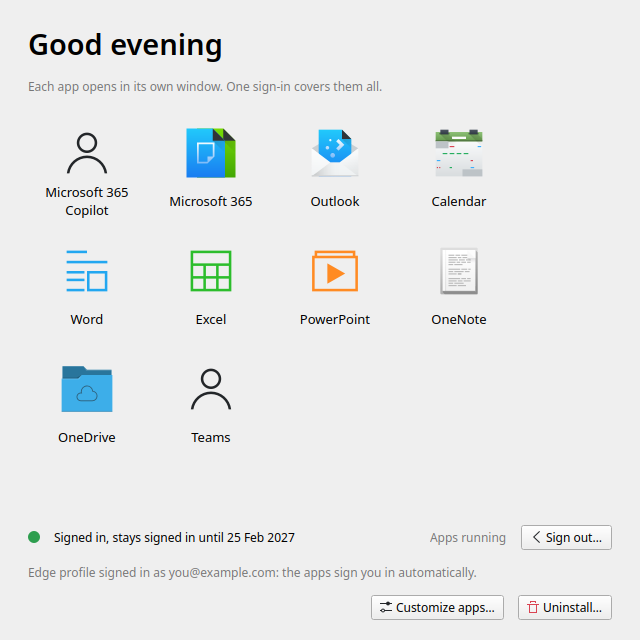 Good evening
Each app opens in its own window. One sign-in covers them all.
Microsoft 365
Copilot
Microsoft 365
Outlook
Calendar
Word
Excel
PowerPoint
OneNote
OneDrive
Teams
Signed in, stays signed in until 25 Feb 2027
Apps running
Sign out...
Edge profile signed in as you@example.com: the apps sign you in automatically.
Customize apps...
Uninstall...